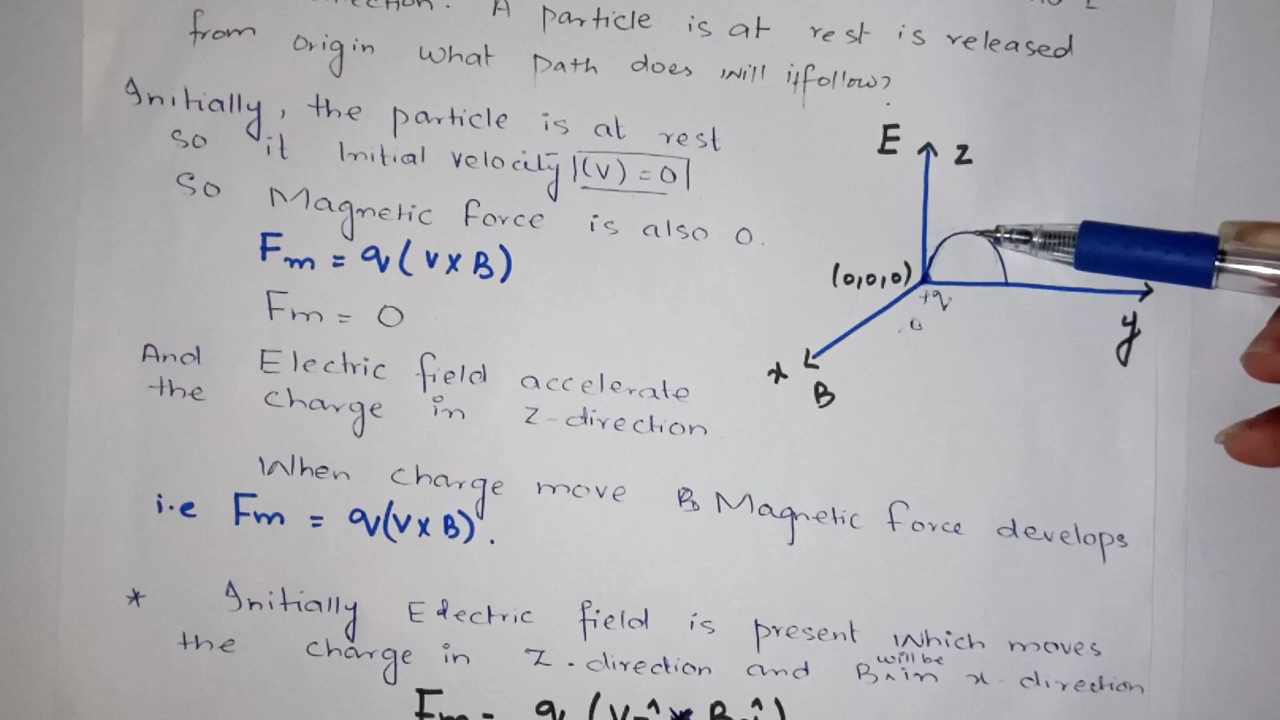 A particle is at rest is released
from origin what path does will it follow?
Initially, the particle is at rest
so it Initial velocity |(V) = 0|
So Magnetic force is also 0.
Fm = q(V×B)
Fm = 0
And Electric field accelerate
the charge in Z-direction
When charge move B Magnetic force develops
i.e Fm = q(V×B).
* Initially Electric field is present which moves
the charge in Z-direction and B will be in x-direction
Fm = q(V
E
z
(0,0,0)
+q
y
x
B